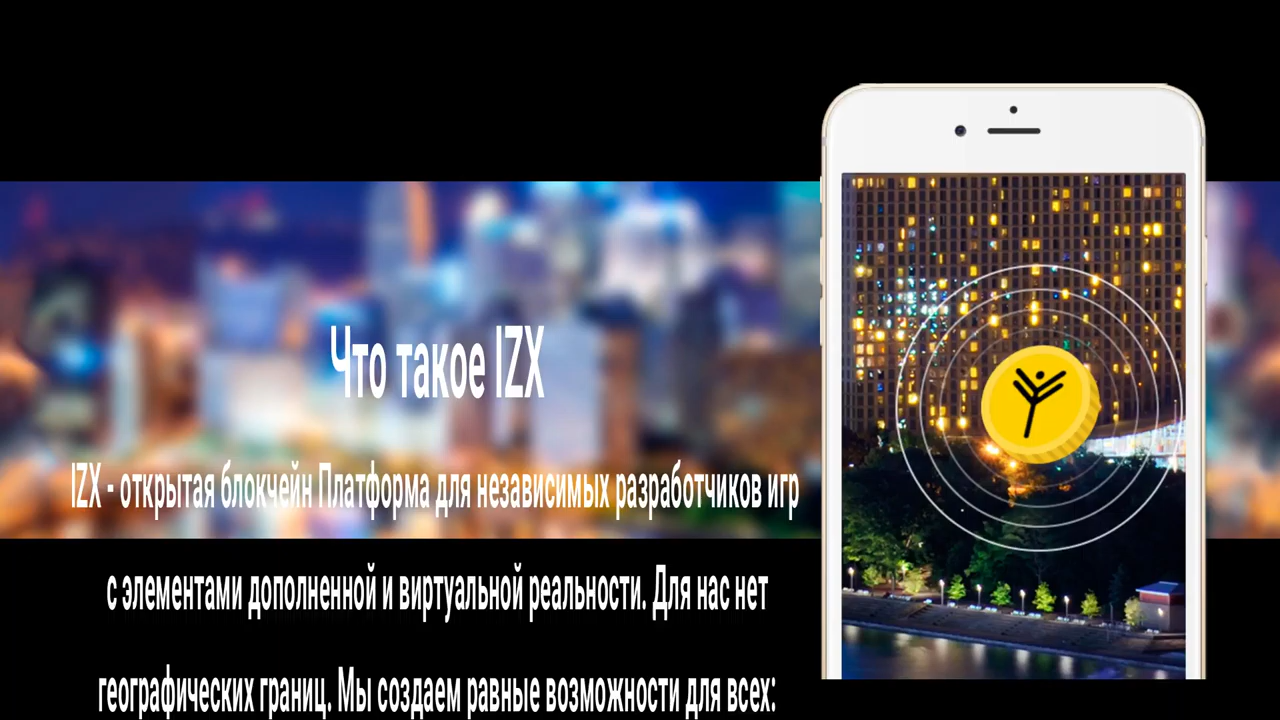 Что такое IZX
IZX - открытая блокчейн Платформа для независимых разработчиков игр
с элементами дополненной и виртуальной реальности. Для нас нет
географических границ. Мы создаем равные возможности для всех: